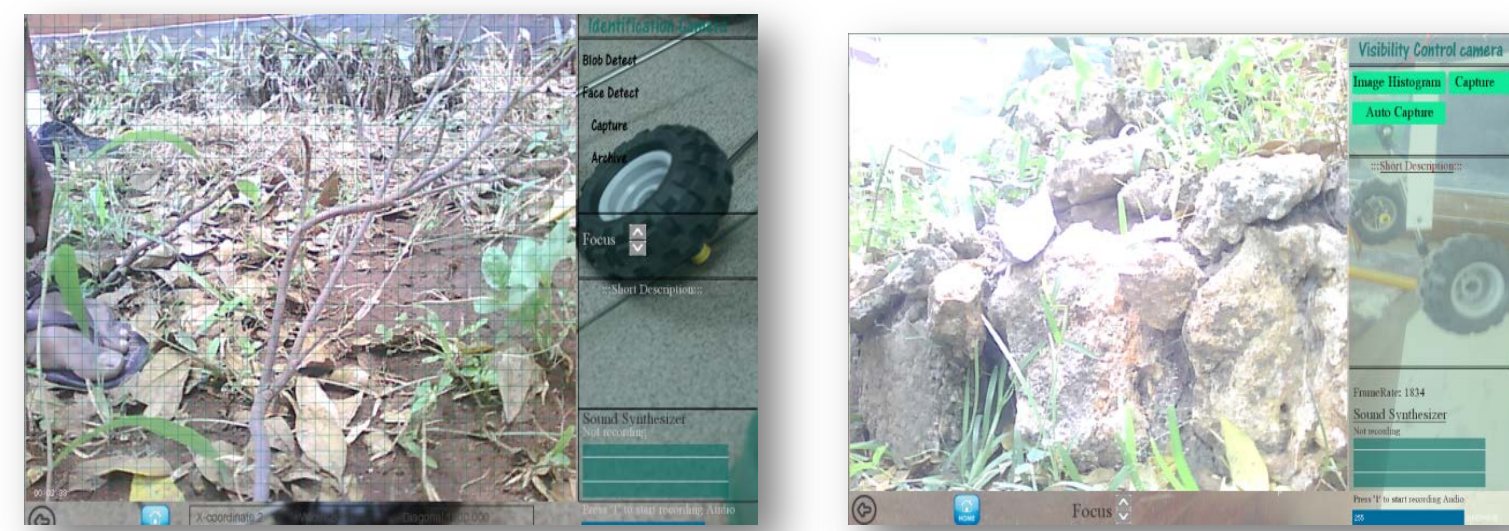 Identification Camera
Blob Detect
Face Detect
Capture
Archive
Focus
:::Short Description:::
Sound Synthesizer
Not recording
Press '1' to start recording Audio
X-coordinate 2
Visibility Control camera
Image Histogram Capture
Auto Capture
:::Short Description:::
FrameRate: 1834
Sound Synthesizer
Not recording
Press '1' to start recording Audio
HOME
Focus
255